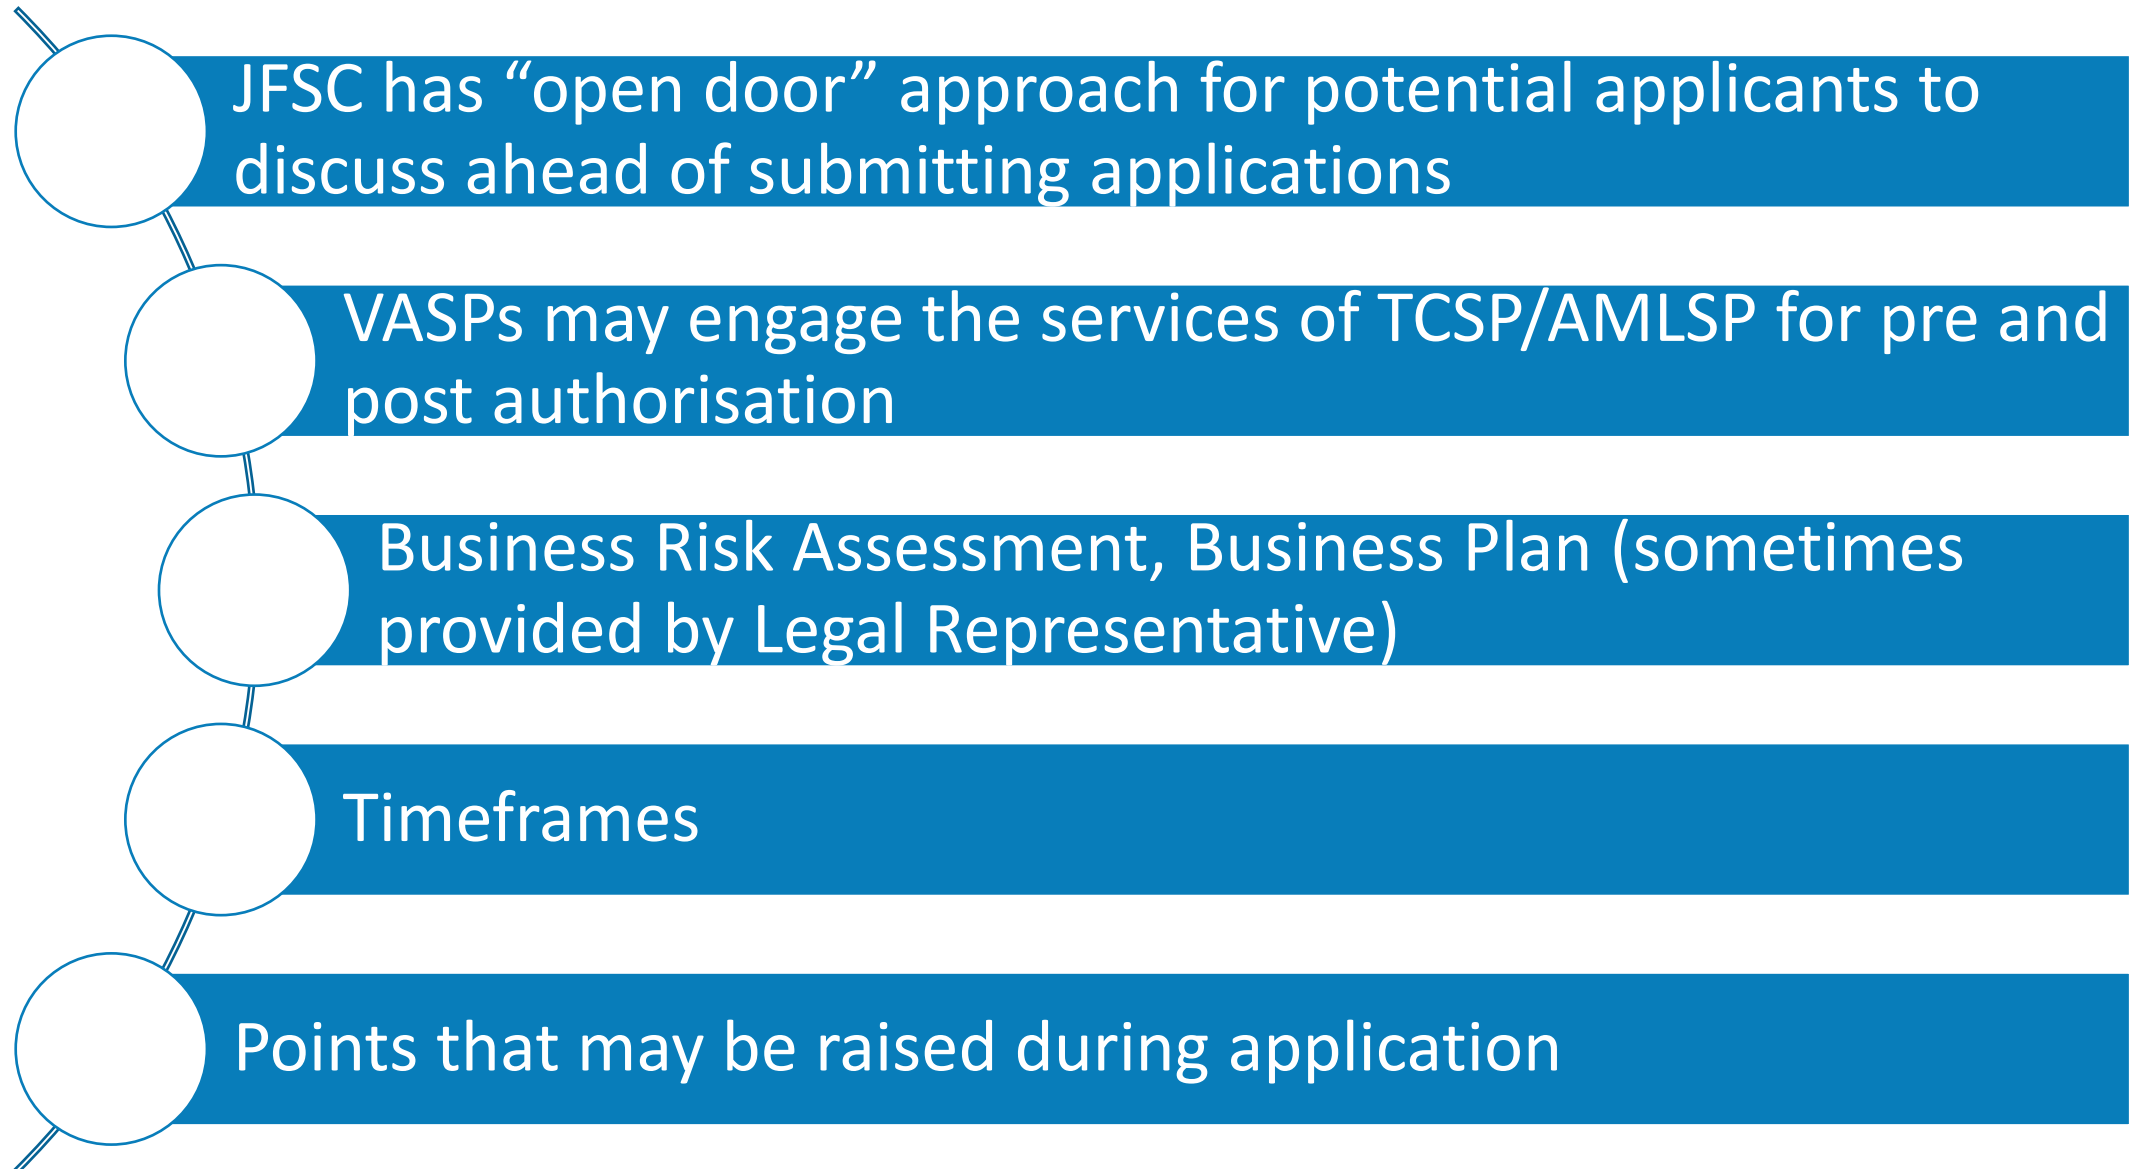 JFSC has “open door” approach for potential applicants to
discuss ahead of submitting applications
VASPs may engage the services of TCSP/AMLSP for pre and
post authorisation
Business Risk Assessment, Business Plan (sometimes
provided by Legal Representative)
Timeframes
Points that may be raised during application